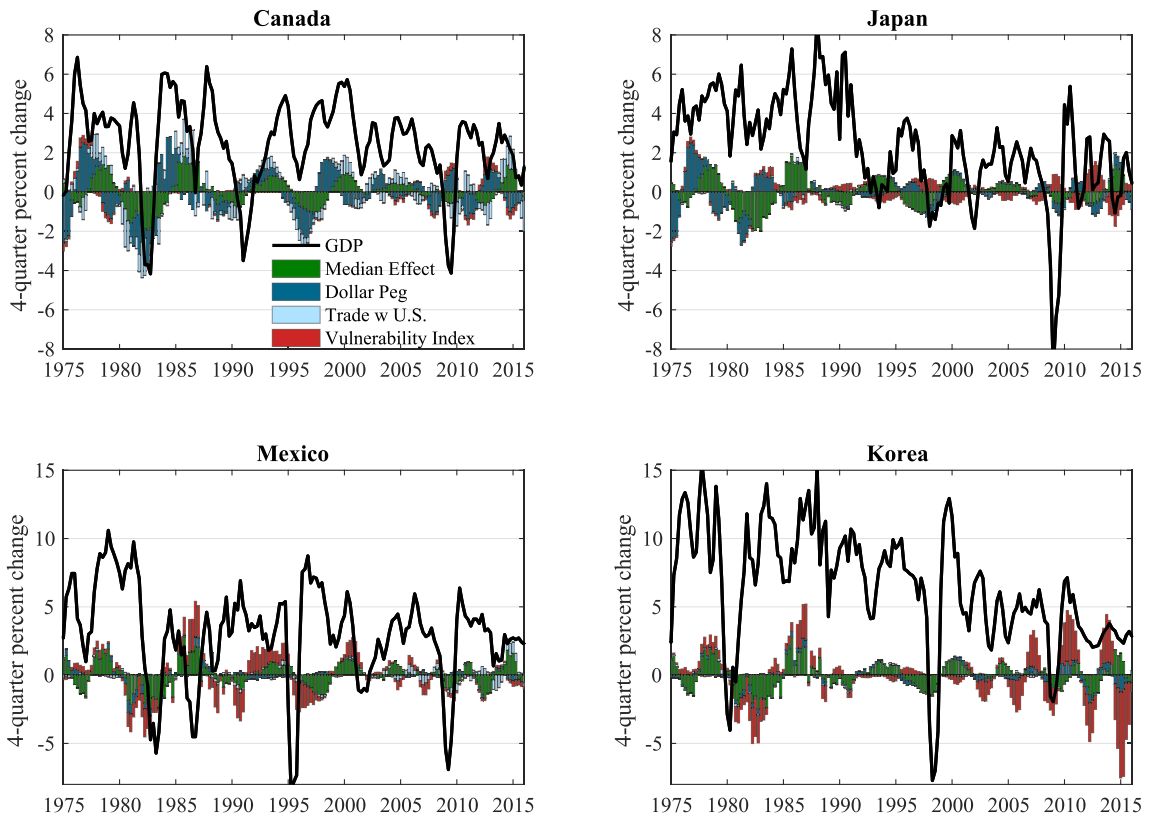 Canada
4-quarter percent change
8
6
4
2
0
-2
-4
-6
-8
GDP
Median Effect
Dollar Peg
Trade w U.S.
Vulnerability Index
1975 1980 1985 1990 1995 2000 2005 2010 2015
Japan
4-quarter percent change
8
6
4
2
0
-2
-4
-6
-8
1975 1980 1985 1990 1995 2000 2005 2010 2015
Mexico
4-quarter percent change
15
10
5
0
-5
1975 1980 1985 1990 1995 2000 2005 2010 2015
Korea
4-quarter percent change
15
10
5
0
-5
1975 1980 1985 1990 1995 2000 2005 2010 2015